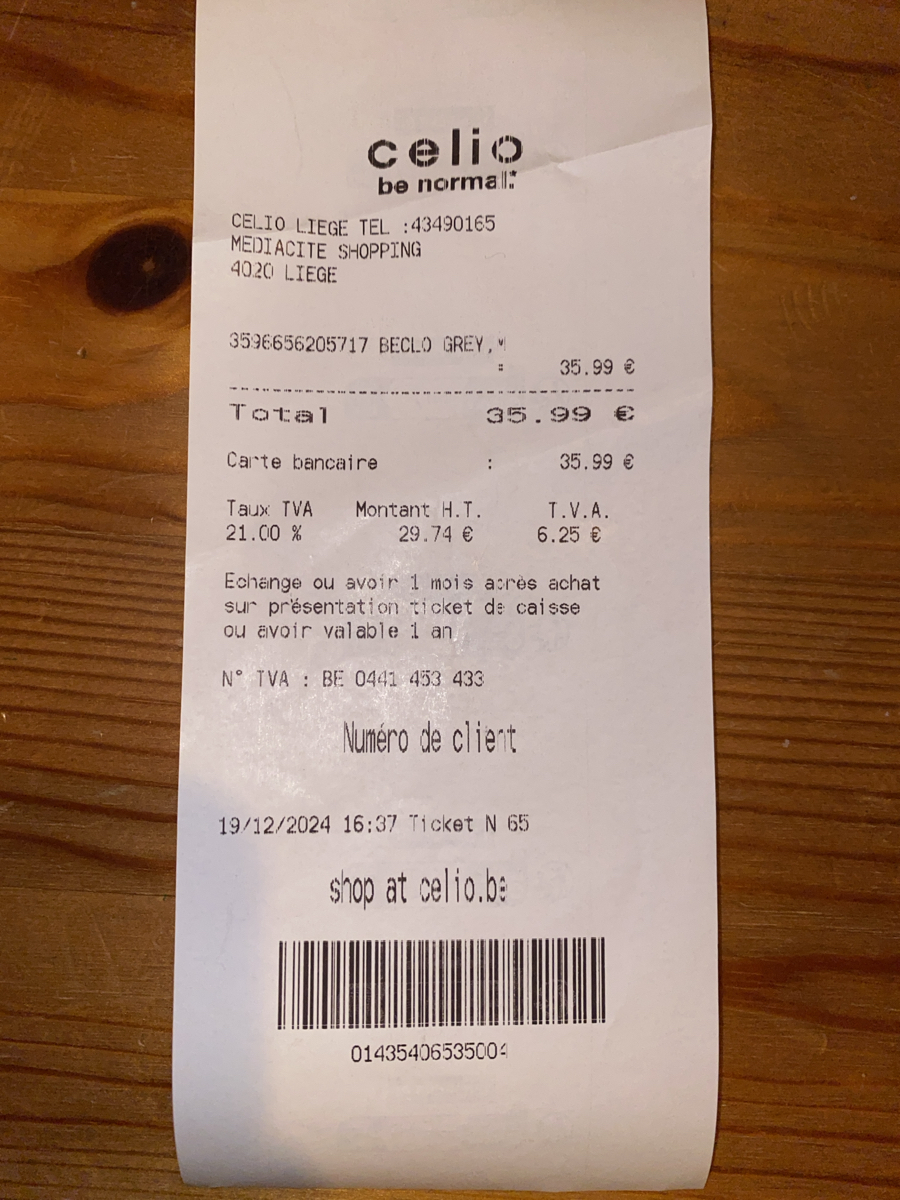 celio
be normal:
CELIO LIEGE TEL :43490165
MEDIACITE SHOPPING
4020 LIEGE
3596656205717 BECLO GREY,
: 35.99 €
Total 35.99 €
Carte bancaire : 35.99 €
Taux TVA Montant H.T. T.V.A.
21.00 % 29.74 € 6.25 €
Echange ou avoir 1 mois après achat
sur présentation ticket de caisse
ou avoir valable 1 an
N° TVA : BE 0441 453 433
Numéro de client
19/12/2024 16:37 Ticket N 65
shop at celio.be